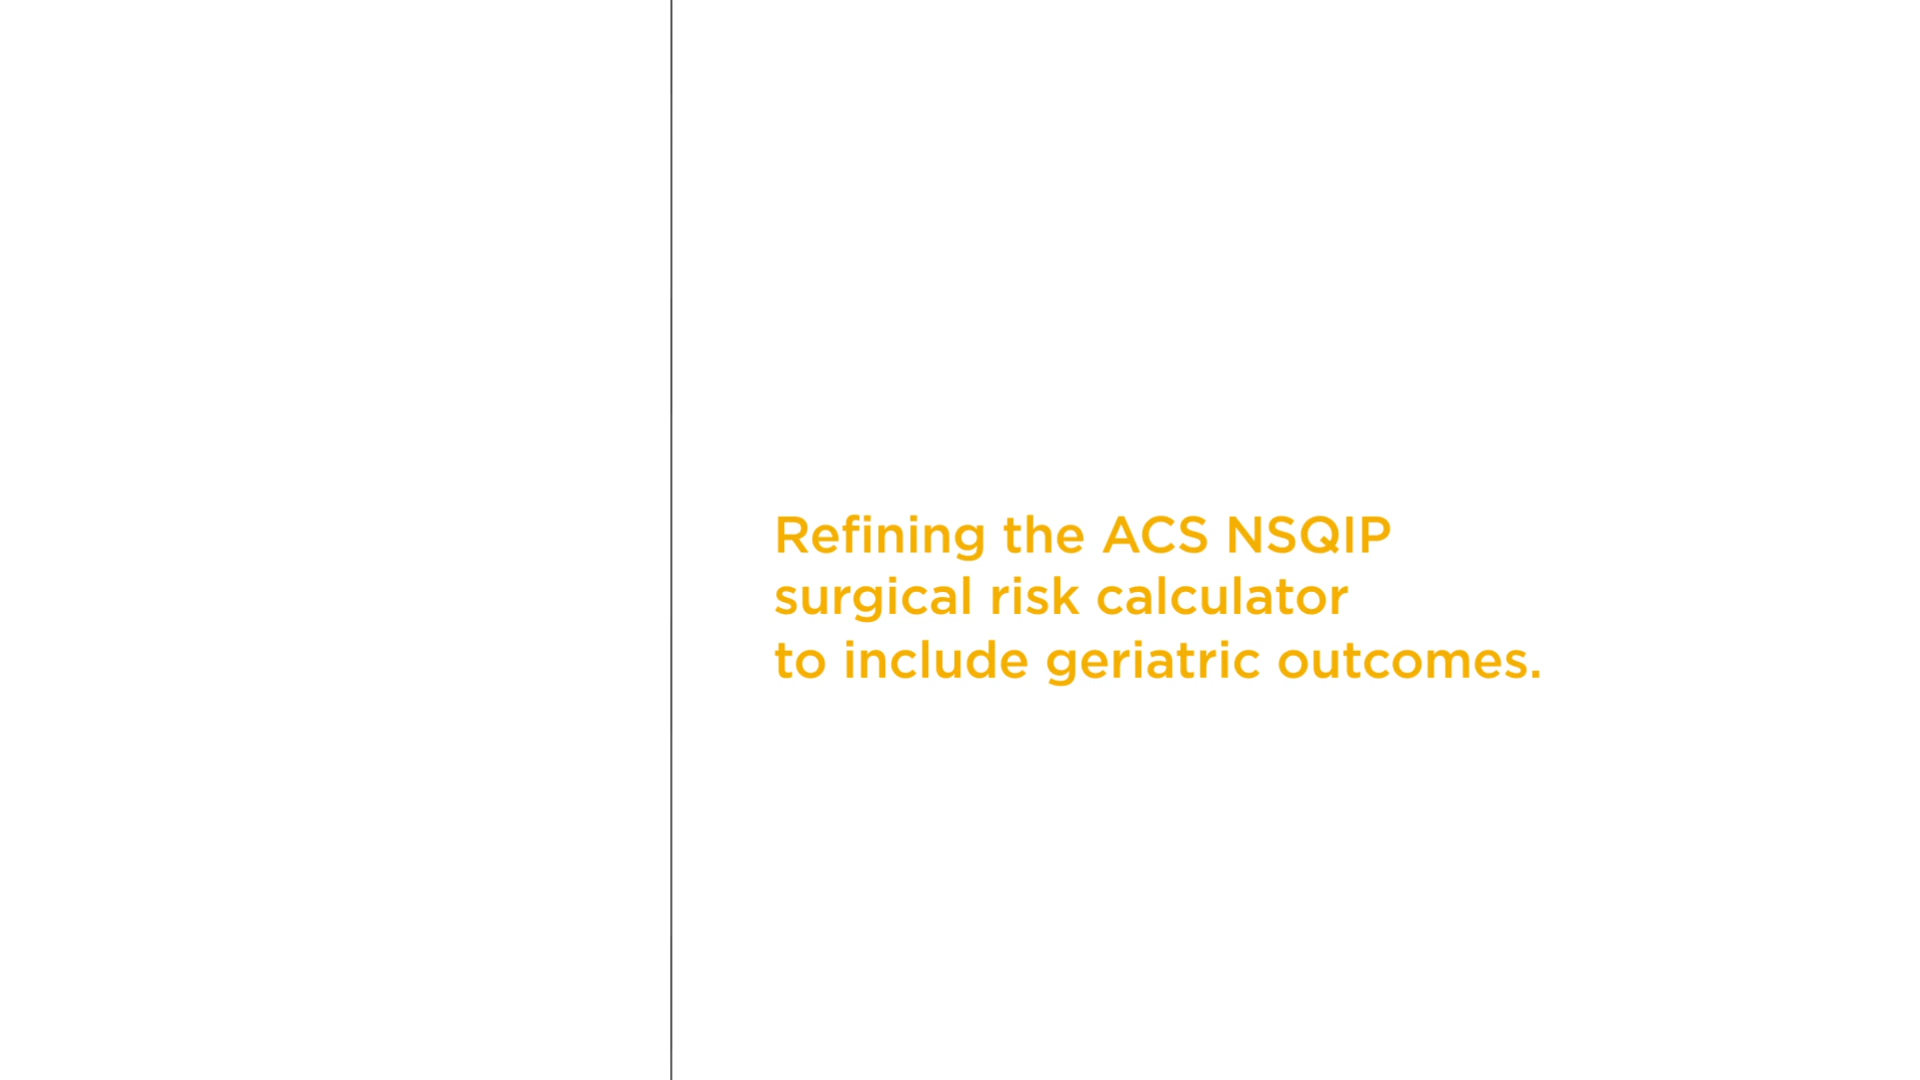 Refining the ACS NSQIP
surgical risk calculator
to include geriatric outcomes.